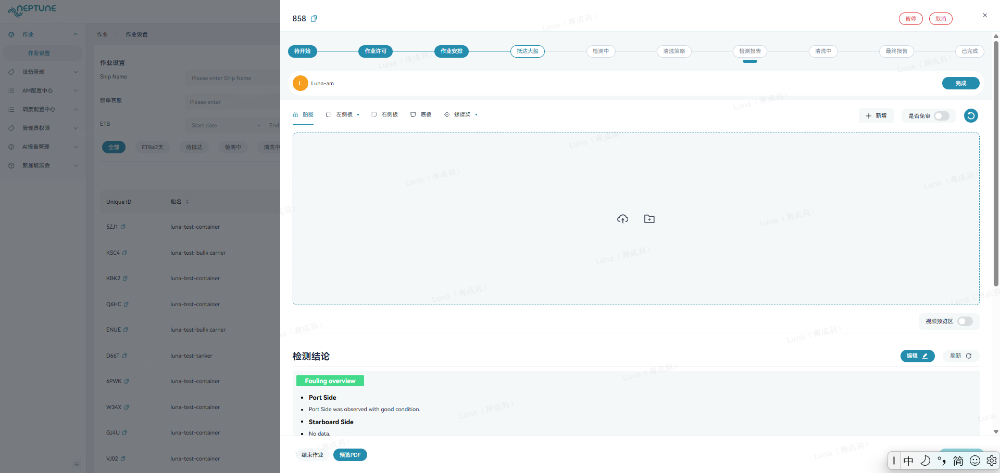 NEPTUNE
作业
作业设置
设备管理
AM配置中心
调度配置中心
管理员权限
AI报告管理
新加坡展会
作业 / 作业设置
作业设置
Ship Name
Please enter Ship Name
跟单客服
Please enter
ETB
Start date - End
全部 ETB≤2天 待抵达 检测中 清洗中
Unique ID 船名
5ZJ1 luna-test-container
KSC4 luna-test-bullk carrier
KBK2 luna-test-container
Q6HC luna-test-container
ENUE luna-test-bullk carrier
D66T luna-test-tanker
6PWK luna-test-container
W34X luna-test-container
GJ4U luna-test-container
VJ02 luna-test-container
858
暂停 取消
待开始 作业许可 作业安排 抵达大船 检测中 清洗策略 检测报告 清洗中 最终报告 已完成
L Luna-am
完成
船图 左侧板 右侧板 底板 螺旋桨
新增 是否免审
视频预览区
检测结论
编辑 刷新
Fouling overview
Port Side
Port Side was observed with good condition.
Starboard Side
No data.
结束作业 预览PDF
中 简